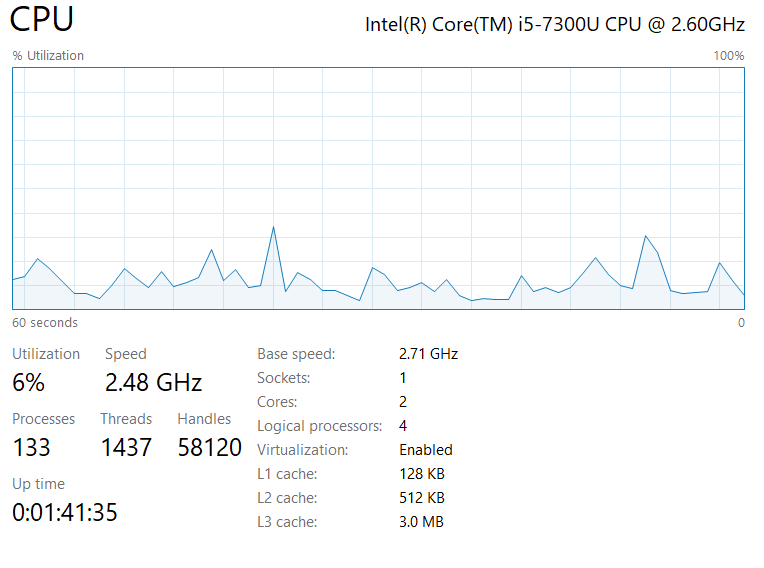 CPU
Intel(R) Core(TM) i5-7300U CPU @ 2.60GHz
% Utilization 100%
60 seconds 0
Utilization Speed
6% 2.48 GHz
Processes Threads Handles
133 1437 58120
Up time
0:01:41:35
Base speed: 2.71 GHz
Sockets: 1
Cores: 2
Logical processors: 4
Virtualization: Enabled
L1 cache: 128 KB
L2 cache: 512 KB
L3 cache: 3.0 MB